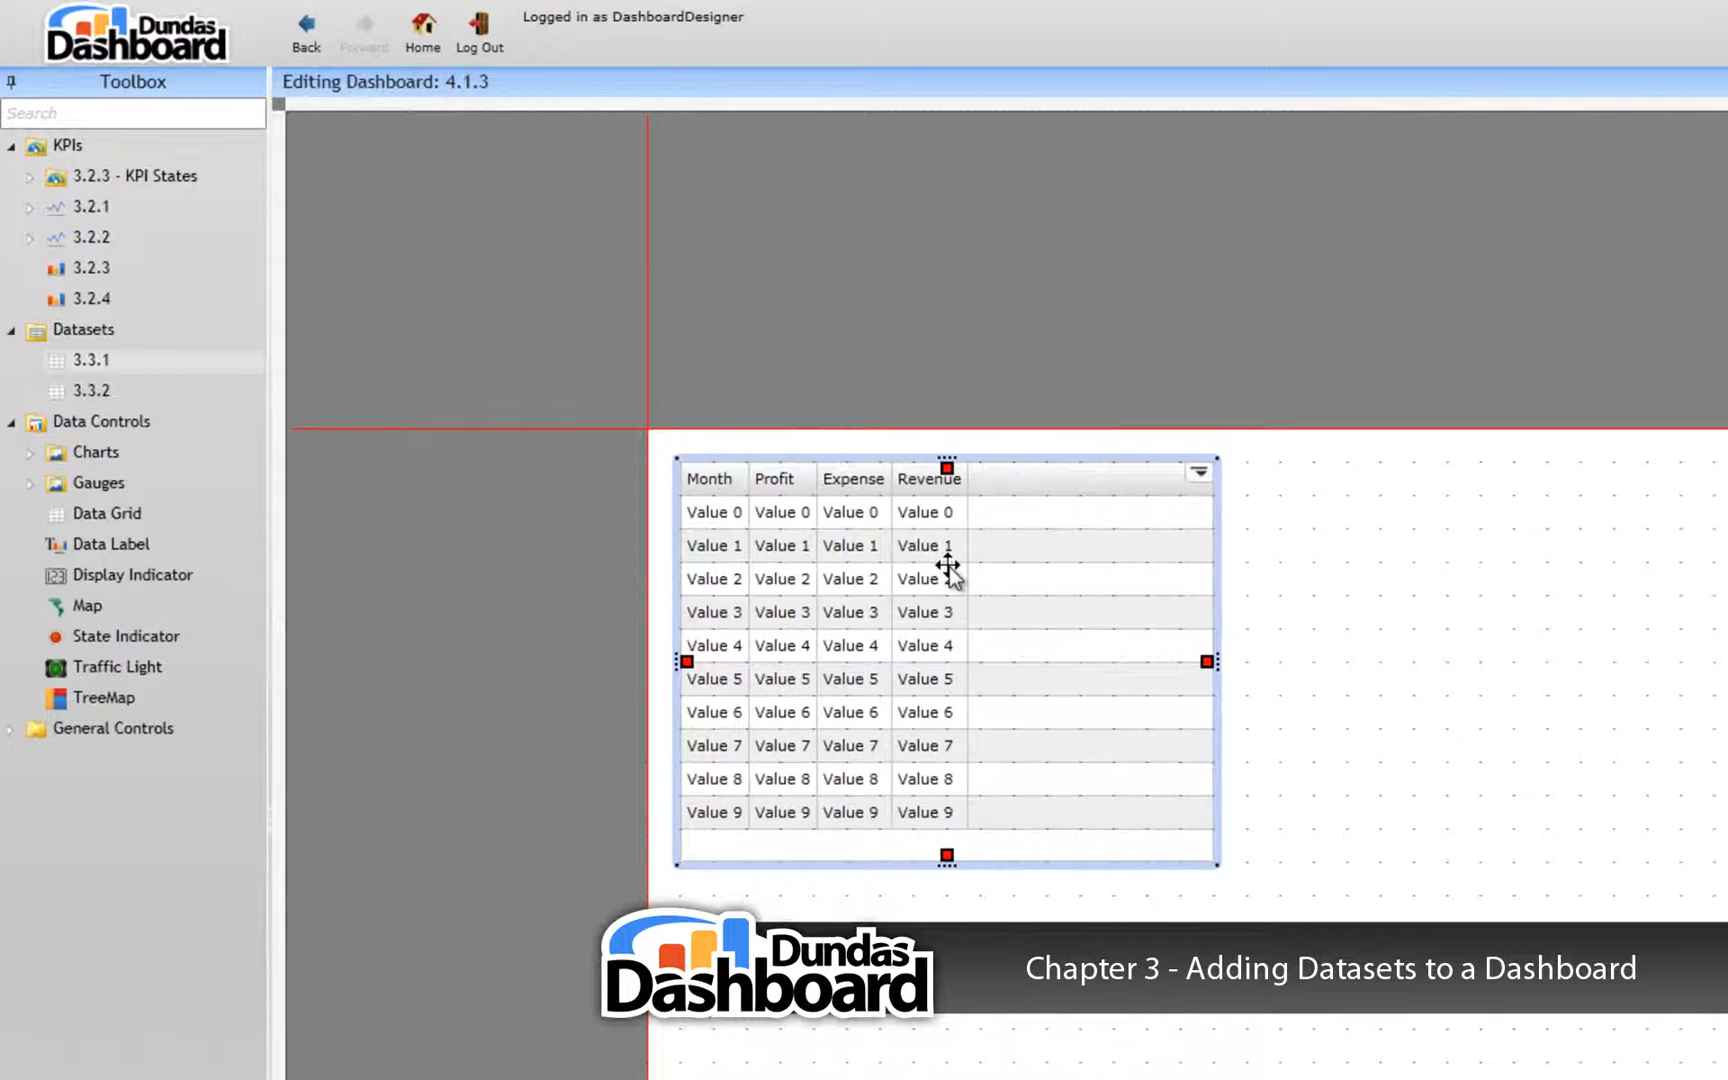 Dundas
Dashboard
Back
Forward
Home
Log Out
Logged in as DashboardDesigner
Toolbox
Editing Dashboard: 4.1.3
Search
KPIs
3.2.3 - KPI States
3.2.1
3.2.2
3.2.3
3.2.4
Datasets
3.3.1
3.3.2
Data Controls
Charts
Gauges
Data Grid
Data Label
Display Indicator
Map
State Indicator
Traffic Light
TreeMap
General Controls
Month Profit Expense Revenue
Value 0 Value 0 Value 0 Value 0
Value 1 Value 1 Value 1 Value 1
Value 2 Value 2 Value 2 Value
Value 3 Value 3 Value 3 Value 3
Value 4 Value 4 Value 4 Value 4
Value 5 Value 5 Value 5 Value 5
Value 6 Value 6 Value 6 Value 6
Value 7 Value 7 Value 7 Value 7
Value 8 Value 8 Value 8 Value 8
Value 9 Value 9 Value 9 Value 9
Dundas
Dashboard
Chapter 3 - Adding Datasets to a Dashboard